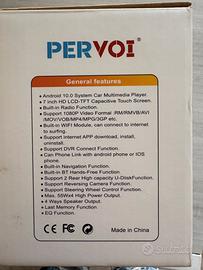 PERVOI
General features
Android 10.0 System Car Multimedia Player.
7 inch HD LCD-TFT Capacitive Touch Screen.
Built-in Radio Function.
Support 1080P Video Formal :RM/RMVB/AVI
/MOV/VOB/MP4/MPG/3GP etc.
Built-in WIFI Module, can connect to internet
to surfing.
Support Internet APP download, install,
uninstall.
Support DVR Connect Function.
Can Phone Link with android phone or IOS
phone.
Built-in Navigation Function.
Built-in BT Hands-Free Function.
Support 2 Rear High capacity U-DISK Function.
Support Reversing Camera Function.
Support Steering Wheel Control Function.
Max. 55Wx4 High Power Output.
4 Ways Speaker Output.
Last Memory Function
EQ Function.
CE FC
Made in China